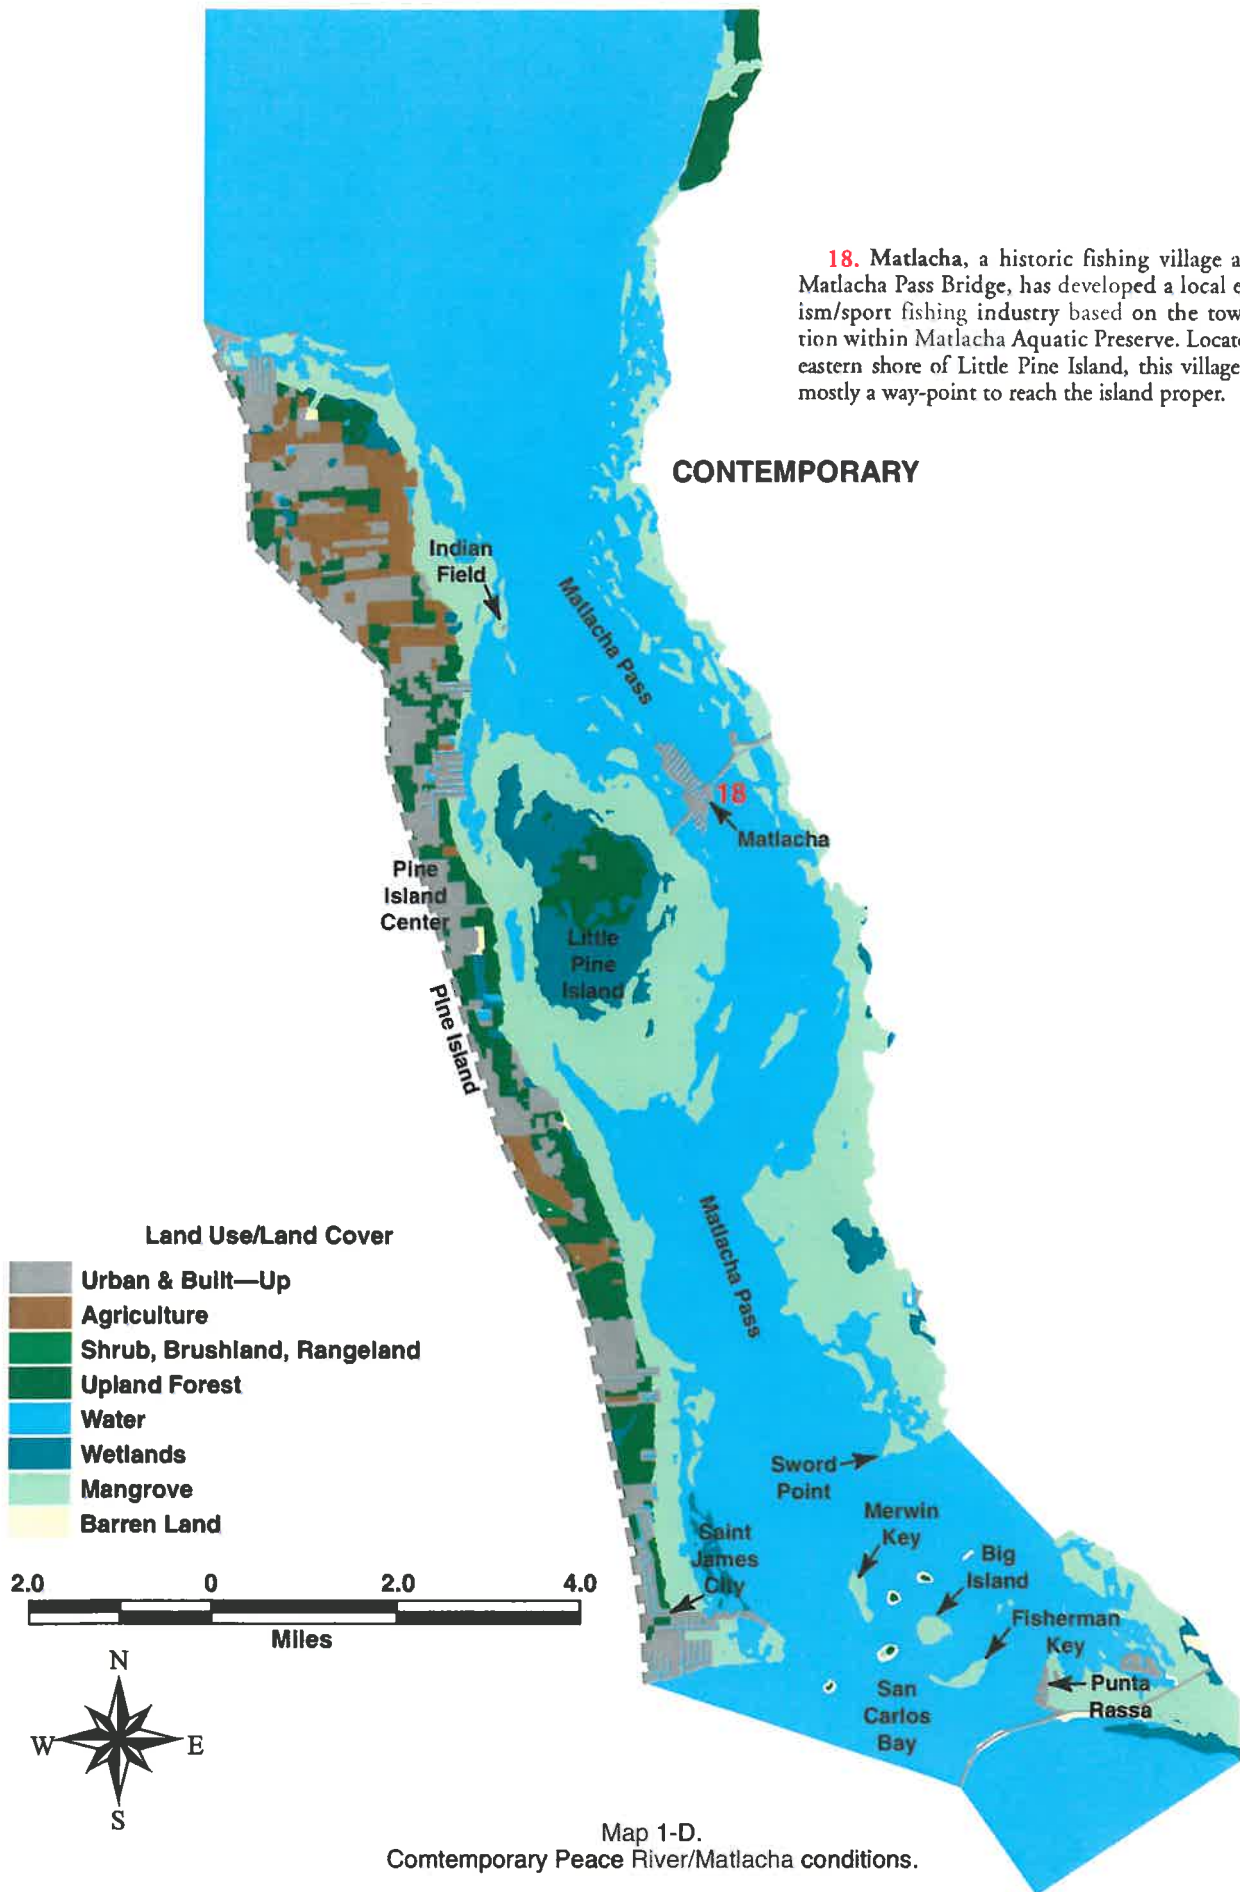 18. Matlacha, a historic fishing village a
Matlacha Pass Bridge, has developed a local e
ism/sport fishing industry based on the tow
tion within Matlacha Aquatic Preserve. Locate
eastern shore of Little Pine Island, this village
mostly a way-point to reach the island proper.
CONTEMPORARY
Indian
Field
Matlacha Pass
18
Matlacha
Pine
Island
Center
Little
Pine
Island
Pine Island
Matlacha Pass
Land Use/Land Cover
Urban & Built—Up
Agriculture
Shrub, Brushland, Rangeland
Upland Forest
Water
Wetlands
Mangrove
Barren Land
Sword
Point
Merwin
Key
Big
Island
Saint
James
City
Fisherman
Key
Punta
Rassa
San
Carlos
Bay
2.0 0 2.0 4.0
Miles
N
W E
S
Map 1-D.
Comtemporary Peace River/Matlacha conditions.